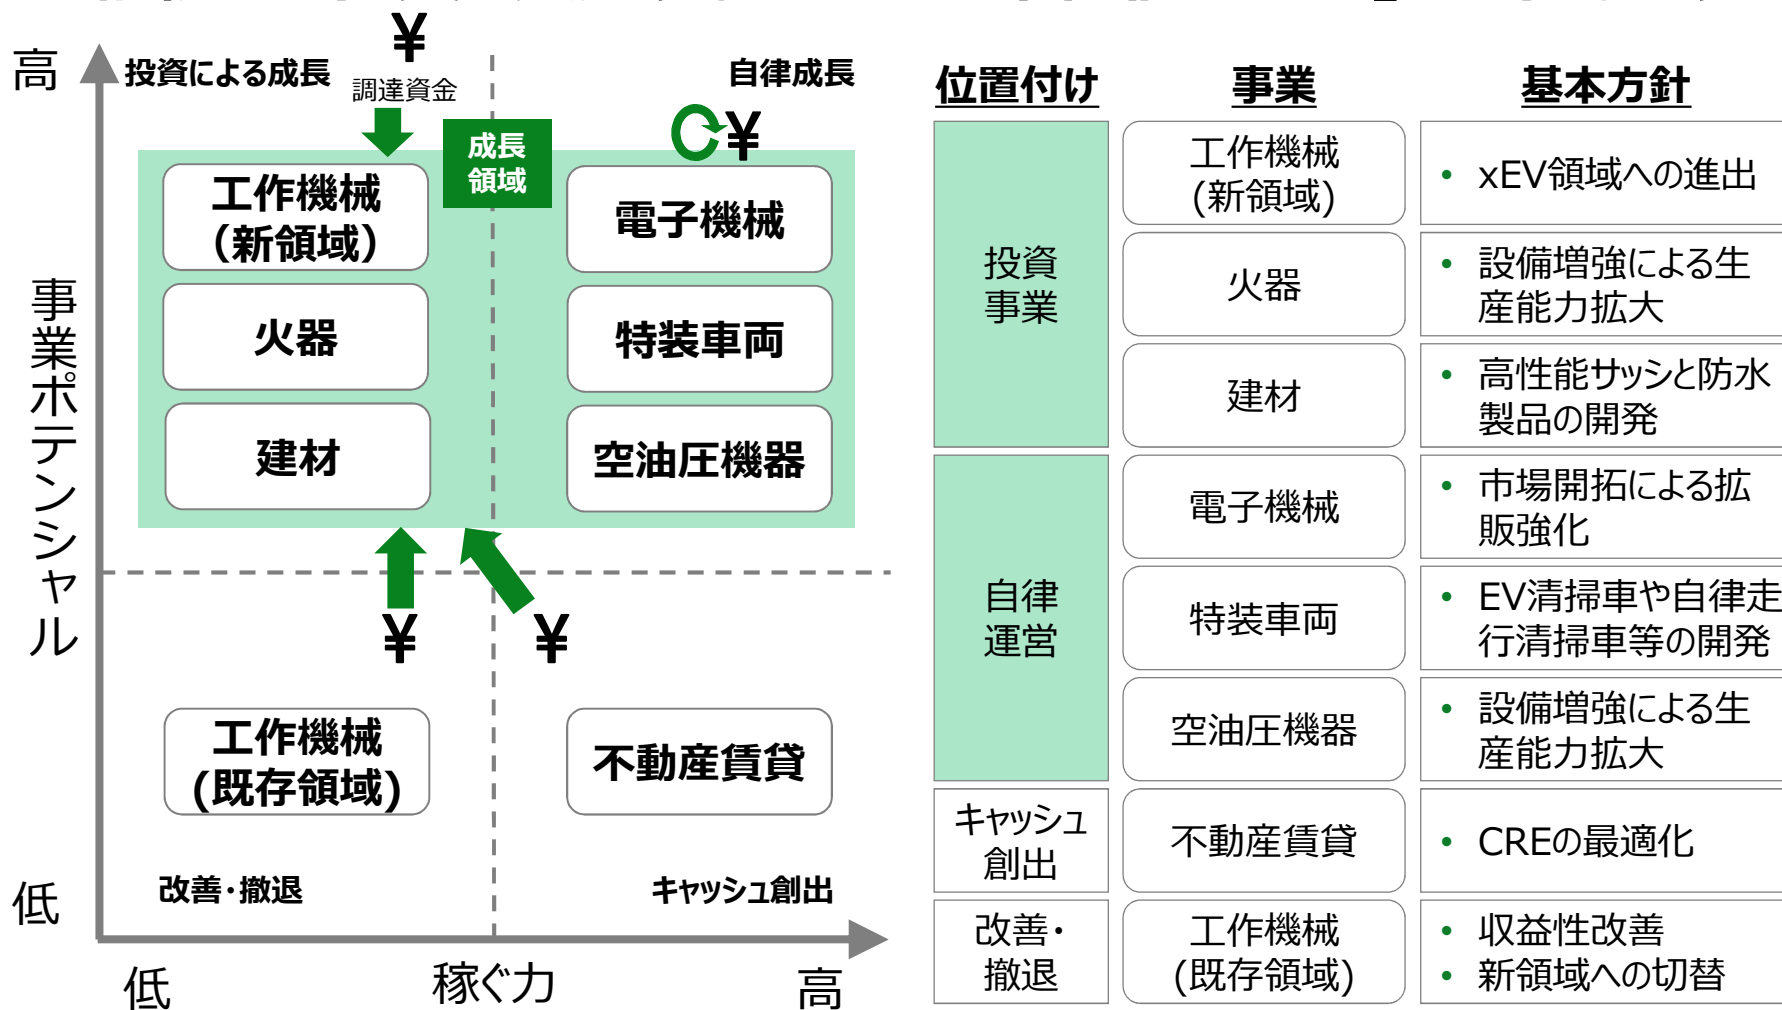 高
投資による成長
¥
調達資金
自律成長
¥
成長
領域
工作機械
（新領域）
電子機械
火器
特装車両
建材
空油圧機器
事業ポテンシャル
¥
¥
工作機械
(既存領域)
不動産賃貸
改善・撤退
キャッシュ創出
低
低
稼ぐ力
高
位置付け
事業
基本方針
投資
事業
工作機械
(新領域)
• xEV領域への進出
火器
• 設備増強による生
産能力拡大
建材
• 高性能サッシと防水
製品の開発
自律
運営
電子機械
• 市場開拓による拡
販強化
特装車両
• EV清掃車や自律走
行清掃車等の開発
空油圧機器
• 設備増強による生
産能力拡大
キャッシュ
創出
不動産賃貸
• CREの最適化
改善・
撤退
工作機械
(既存領域)
• 収益性改善
• 新領域への切替